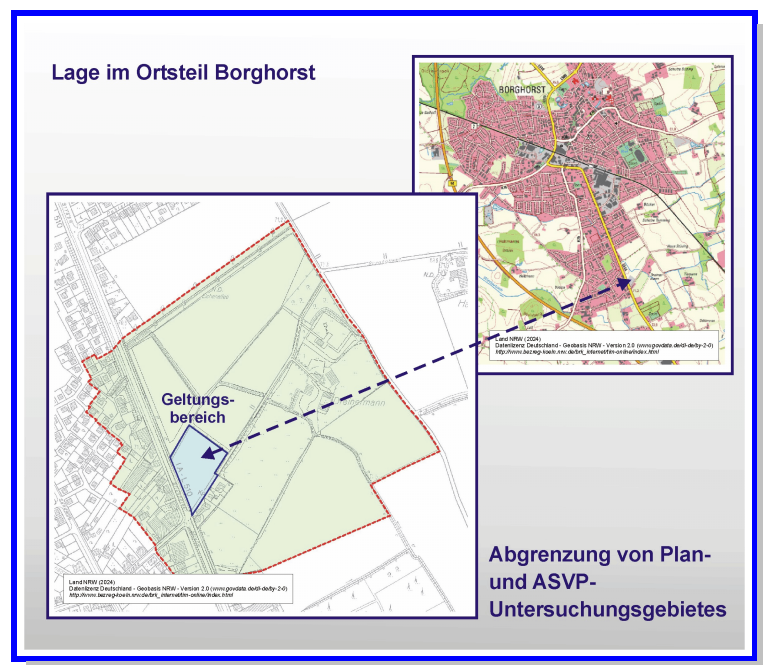 Lage im Ortsteil Borghorst
BORGHORST
Land NRW (2024)
Datenlizenz Deutschland - Geobasis NRW - Version 2.0 (www.govdata.de/dl-de/by-2-0)
http://www.bezreg-koeln.nrw.de/brk_internet/tim-online/index.html
Geltungs-
bereich
Abgrenzung von Plan-
und ASVP-
Untersuchungsgebietes
Land NRW (2024)
Datenlizenz Deutschland - Geobasis NRW - Version 2.0 (www.govdata.de/dl-de/by-2-0)
http://www.bezreg-koeln.nrw.de/brk_internet/tim-online/index.html